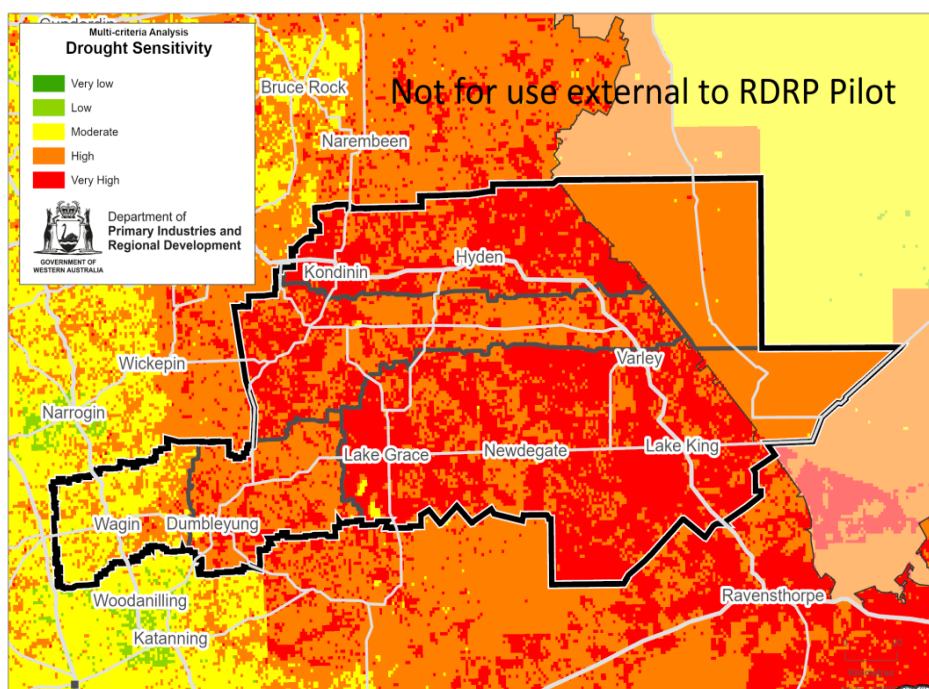 Multi-criteria Analysis
Drought Sensitivity
Very low
Low
Moderate
High
Very High
Department of
Primary Industries and
Regional Development
GOVERNMENT OF
WESTERN AUSTRALIA
Not for use external to RDRP Pilot
Bruce Rock
Narembeen
Hyden
Kondinin
Wickepin
Varley
Narrogin
Lake Grace
Newdegate
Lake King
Wagin
Dumbleyung
Woodanilling
Ravensthorpe
Katanning